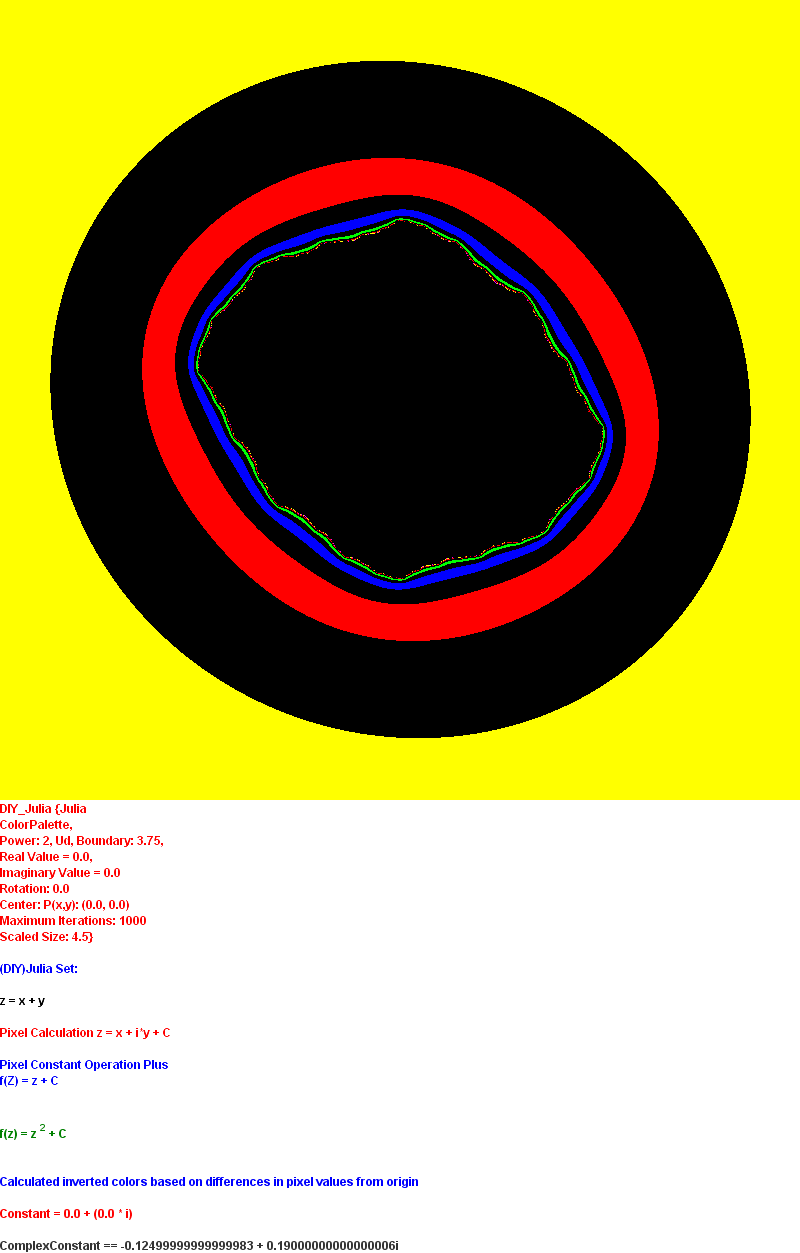 DIY_Julia {Julia
ColorPalette,
Power: 2, Ud, Boundary: 3.75,
Real Value = 0.0,
Imaginary Value = 0.0
Rotation: 0.0
Center: P(x,y): (0.0, 0.0)
Maximum Iterations: 1000
Scaled Size: 4.5}
(DIY)Julia Set:
z = x + y
Pixel Calculation z = x + i*y + C
Pixel Constant Operation Plus
f(Z) = z + C
f(z) = z ² + C
Calculated inverted colors based on differences in pixel values from origin
Constant = 0.0 + (0.0 * i)
ComplexConstant == -0.12499999999999983 + 0.19000000000000006i